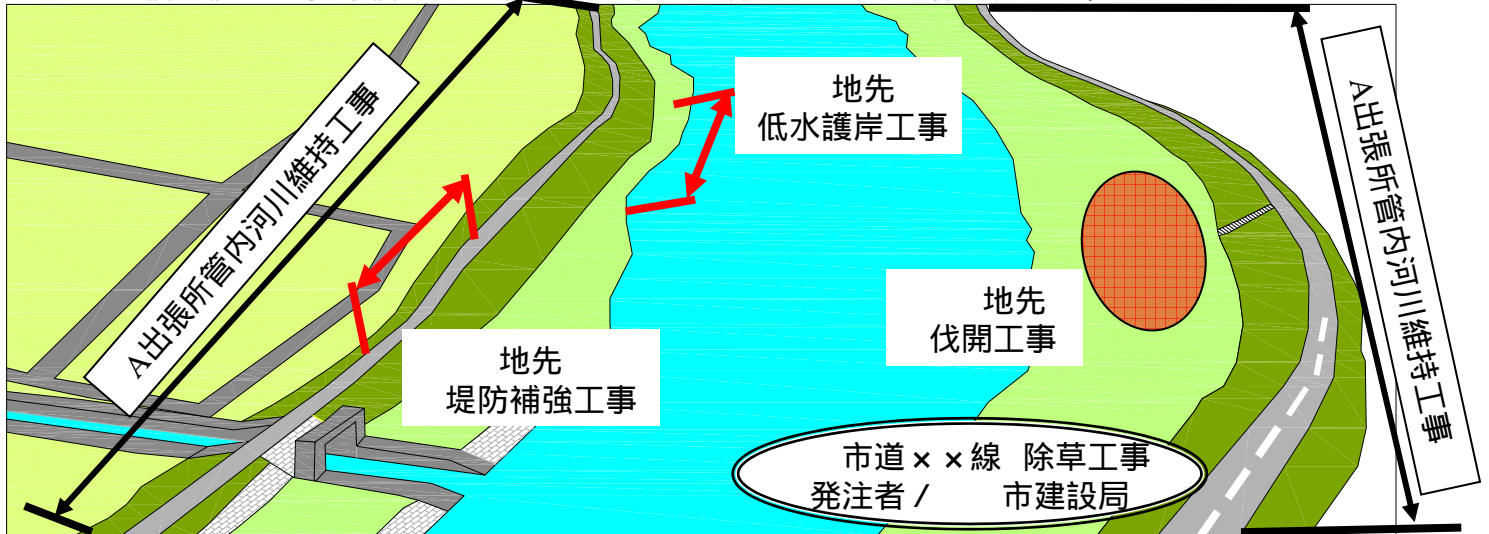 A出張所管内河川維持工事
地先
低水護岸工事
A出張所管内河川維持工事
地先
伐開工事
地先
堤防補強工事
市道××線 除草工事
発注者/ 市建設局